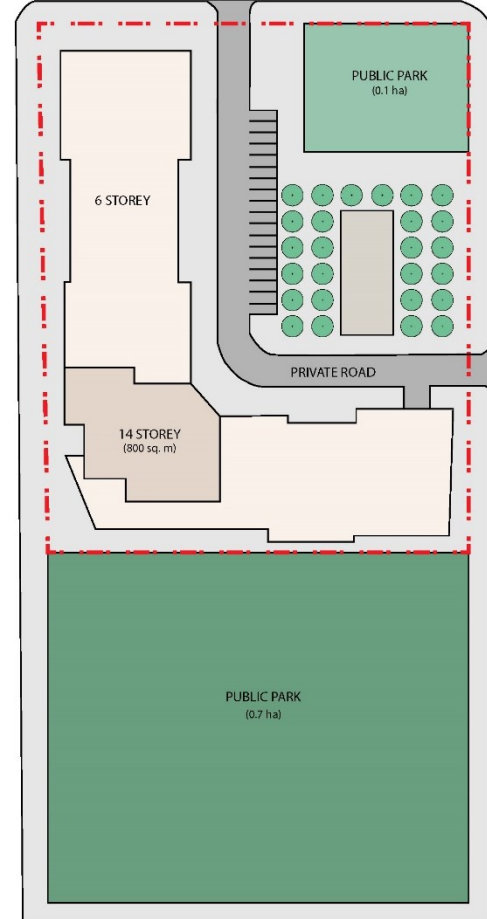 PUBLIC PARK
(0.1 ha)
6 STOREY
PRIVATE ROAD
14 STOREY
(800 sq. m)
PUBLIC PARK
(0.7 ha)